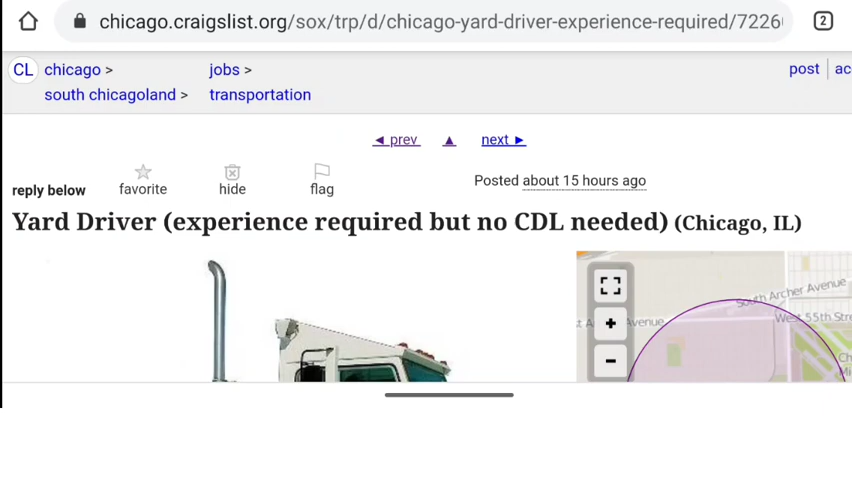 chicago.craigslist.org/sox/trp/d/chicago-yard-driver-experience-required/7226
2
CL chicago > jobs > post
south chicagoland > transportation
◄ prev ▲ next ►
reply below favorite hide flag Posted about 15 hours ago
Yard Driver (experience required but no CDL needed) (Chicago, IL)
South Archer Avenue
West 55th Stre
Avenue
+
-